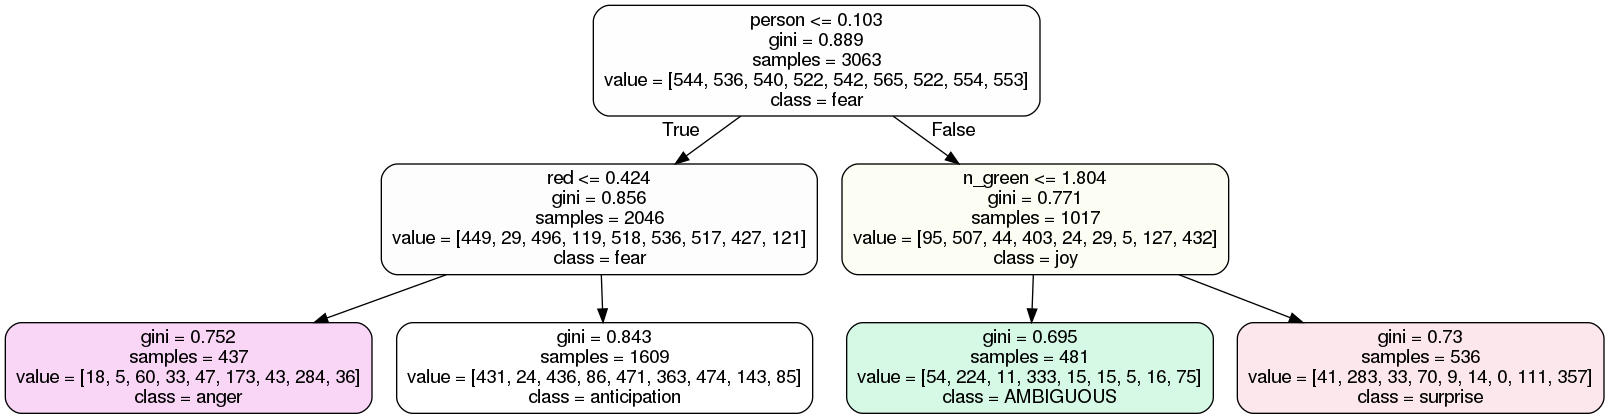 person <= 0.103
gini = 0.889
samples = 3063
value = [544, 536, 540, 522, 542, 565, 522, 554, 553]
class = fear
True
False
red <= 0.424
gini = 0.856
samples = 2046
value = [449, 29, 496, 119, 518, 536, 517, 427, 121]
class = fear
n_green <= 1.804
gini = 0.771
samples = 1017
value = [95, 507, 44, 403, 24, 29, 5, 127, 432]
class = joy
gini = 0.752
samples = 437
value = [18, 5, 60, 33, 47, 173, 43, 284, 36]
class = anger
gini = 0.843
samples = 1609
value = [431, 24, 436, 86, 471, 363, 474, 143, 85]
class = anticipation
gini = 0.695
samples = 481
value = [54, 224, 11, 333, 15, 15, 5, 16, 75]
class = AMBIGUOUS
gini = 0.73
samples = 536
value = [41, 283, 33, 70, 9, 14, 0, 111, 357]
class = surprise